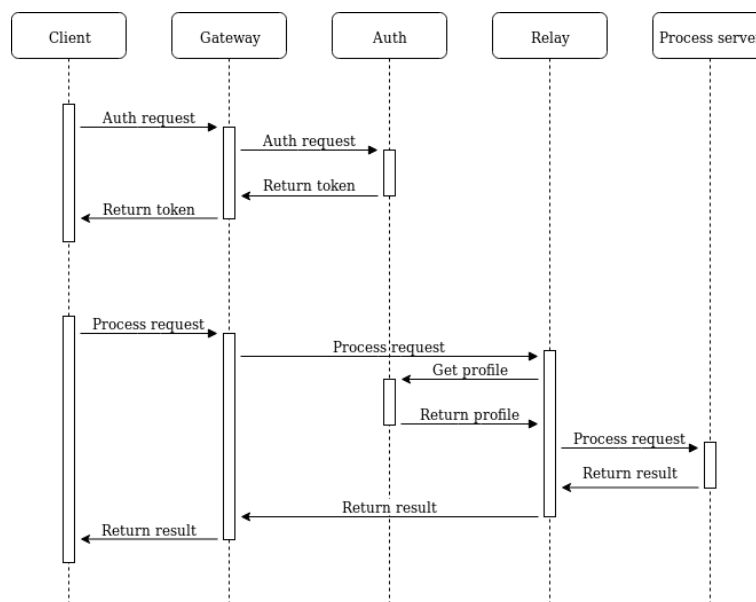 Client
Gateway
Auth
Relay
Process server
Auth request
Auth request
Return token
Return token
Process request
Process request
Get profile
Return profile
Process request
Return result
Return result
Return result